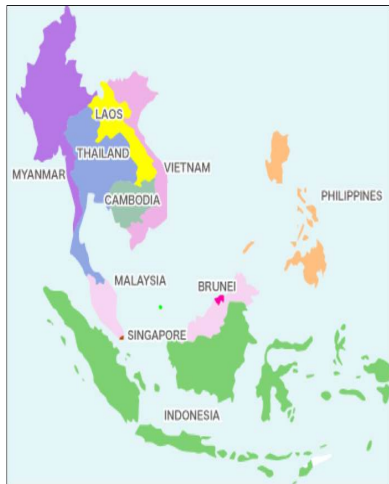 LAOS
THAILAND
MYANMAR
VIETNAM
CAMBODIA
PHILIPPINES
MALAYSIA
BRUNEI
SINGAPORE
INDONESIA